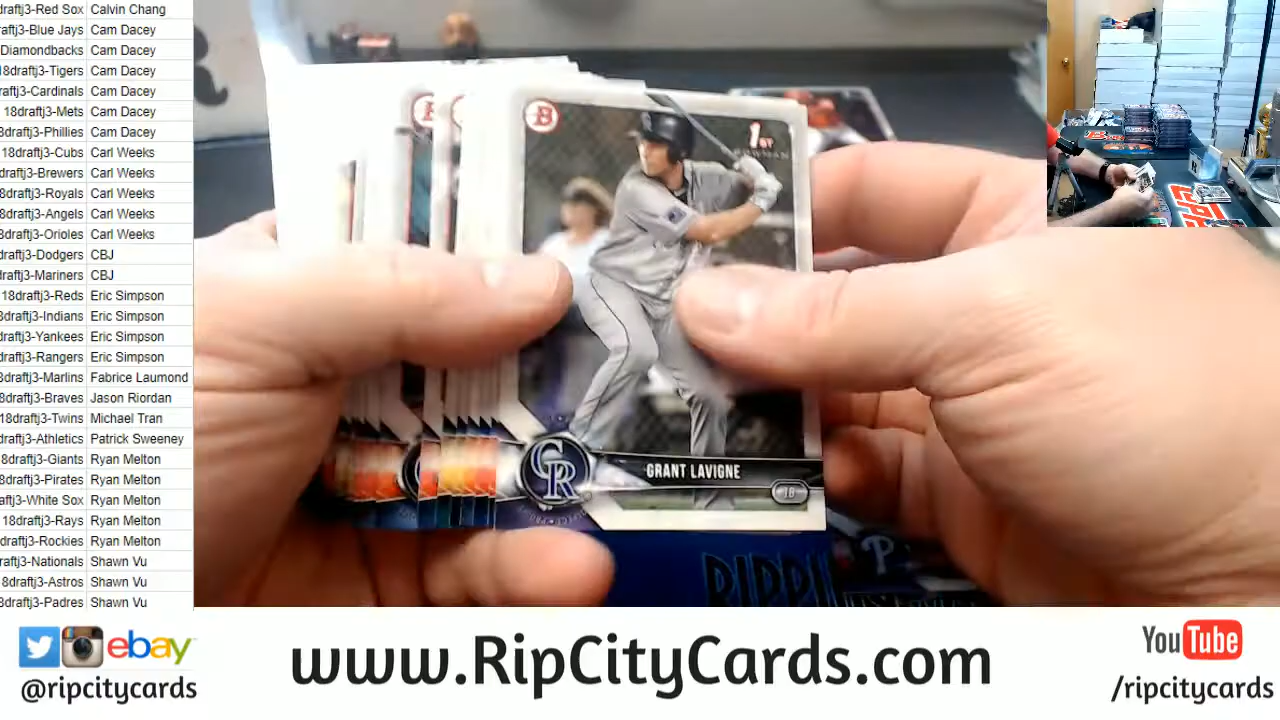 draftj3-Red Sox Calvin Chang
raftj3-Blue Jays Cam Dacey
Diamondbacks Cam Dacey
18draftj3-Tigers Cam Dacey
raftj3-Cardinals Cam Dacey
18draftj3-Mets Cam Dacey
8draftj3-Phillies Cam Dacey
18draftj3-Cubs Carl Weeks
draftj3-Brewers Carl Weeks
8draftj3-Royals Carl Weeks
8draftj3-Angels Carl Weeks
8draftj3-Orioles Carl Weeks
draftj3-Dodgers CBJ
draftj3-Mariners CBJ
18draftj3-Reds Eric Simpson
8draftj3-Indians Eric Simpson
draftj3-Yankees Eric Simpson
draftj3-Rangers Eric Simpson
8draftj3-Marlins Fabrice Laumond
8draftj3-Braves Jason Riordan
18draftj3-Twins Michael Tran
draftj3-Athletics Patrick Sweeney
8draftj3-Giants Ryan Melton
8draftj3-Pirates Ryan Melton
aftj3-White Sox Ryan Melton
18draftj3-Rays Ryan Melton
draftj3-Rockies Ryan Melton
draftj3-Nationals Shawn Vu
8draftj3-Astros Shawn Vu
8draftj3-Padres Shawn Vu
B
1ST
BOWMAN
CR
GRANT LAVIGNE
1B
P
ebay
@ripcitycards
www.RipCityCards.com
YouTube
/ripcitycards